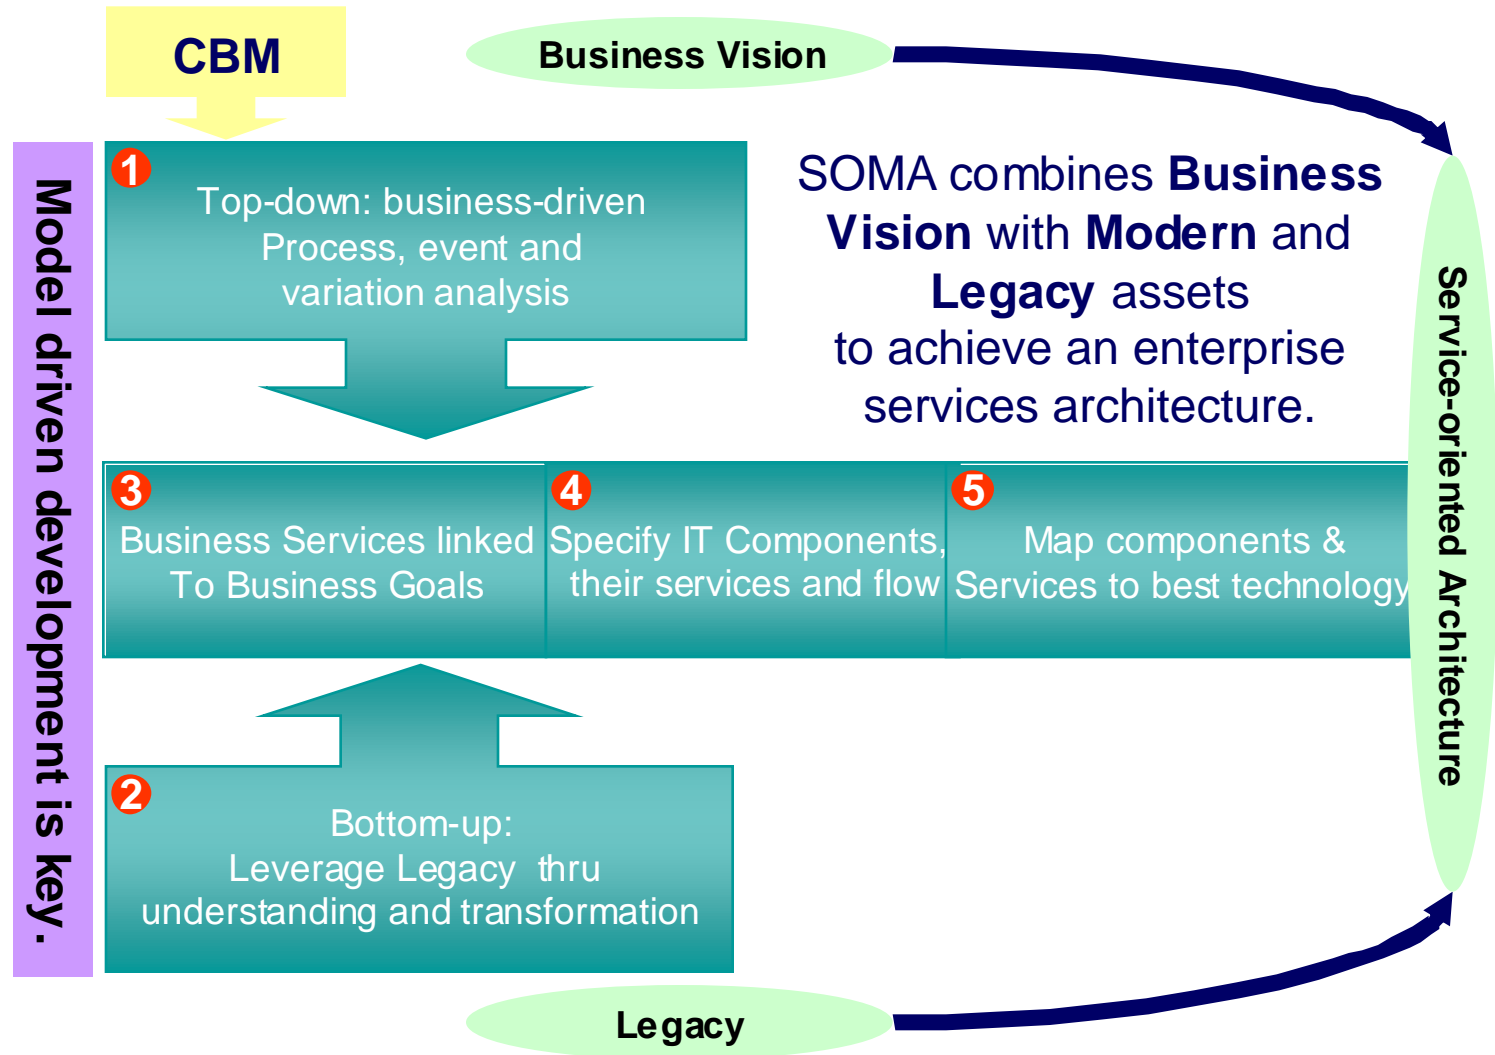 CBM
Business Vision
Model driven development is key.
1
Top-down: business-driven
Process, event and
variation analysis
SOMA combines Business
Vision with Modern and
Legacy assets
to achieve an enterprise
services architecture.
Service-oriented Architecture
3
Business Services linked
To Business Goals
4
Specify IT Components,
their services and flow
5
Map components &
Services to best technology
2
Bottom-up:
Leverage Legacy thru
understanding and transformation
Legacy